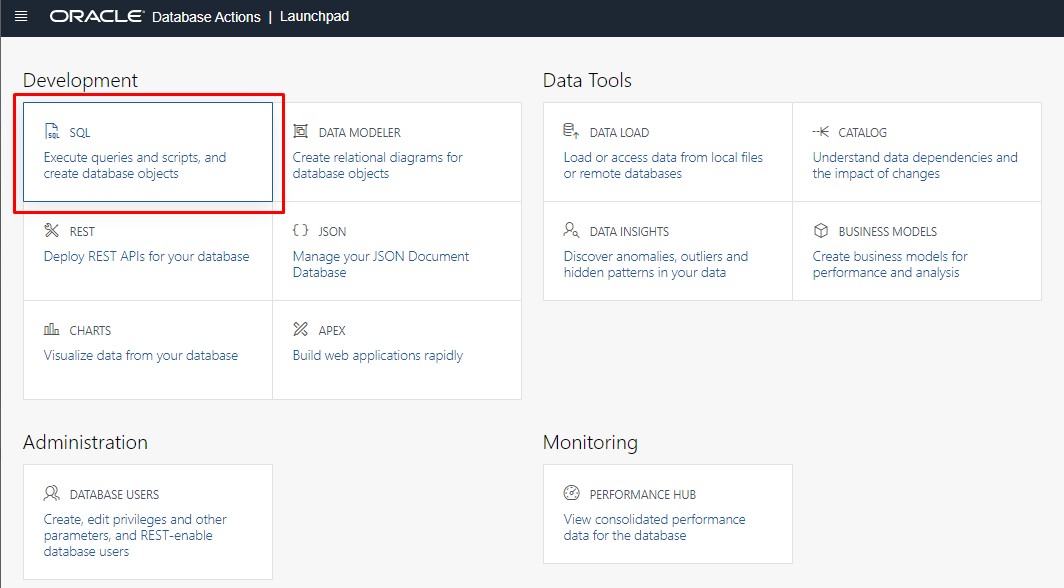 ORACLE Database Actions | Launchpad
Development
SQL
Execute queries and scripts, and
create database objects
DATA MODELER
Create relational diagrams for
database objects
REST
Deploy REST APIs for your database
{ } JSON
Manage your JSON Document
Database
CHARTS
Visualize data from your database
APEX
Build web applications rapidly
Data Tools
DATA LOAD
Load or access data from local files
or remote databases
CATALOG
Understand data dependencies and
the impact of changes
DATA INSIGHTS
Discover anomalies, outliers and
hidden patterns in your data
BUSINESS MODELS
Create business models for
performance and analysis
Administration
DATABASE USERS
Create, edit privileges and other
parameters, and REST-enable
database users
Monitoring
PERFORMANCE HUB
View consolidated performance
data for the database